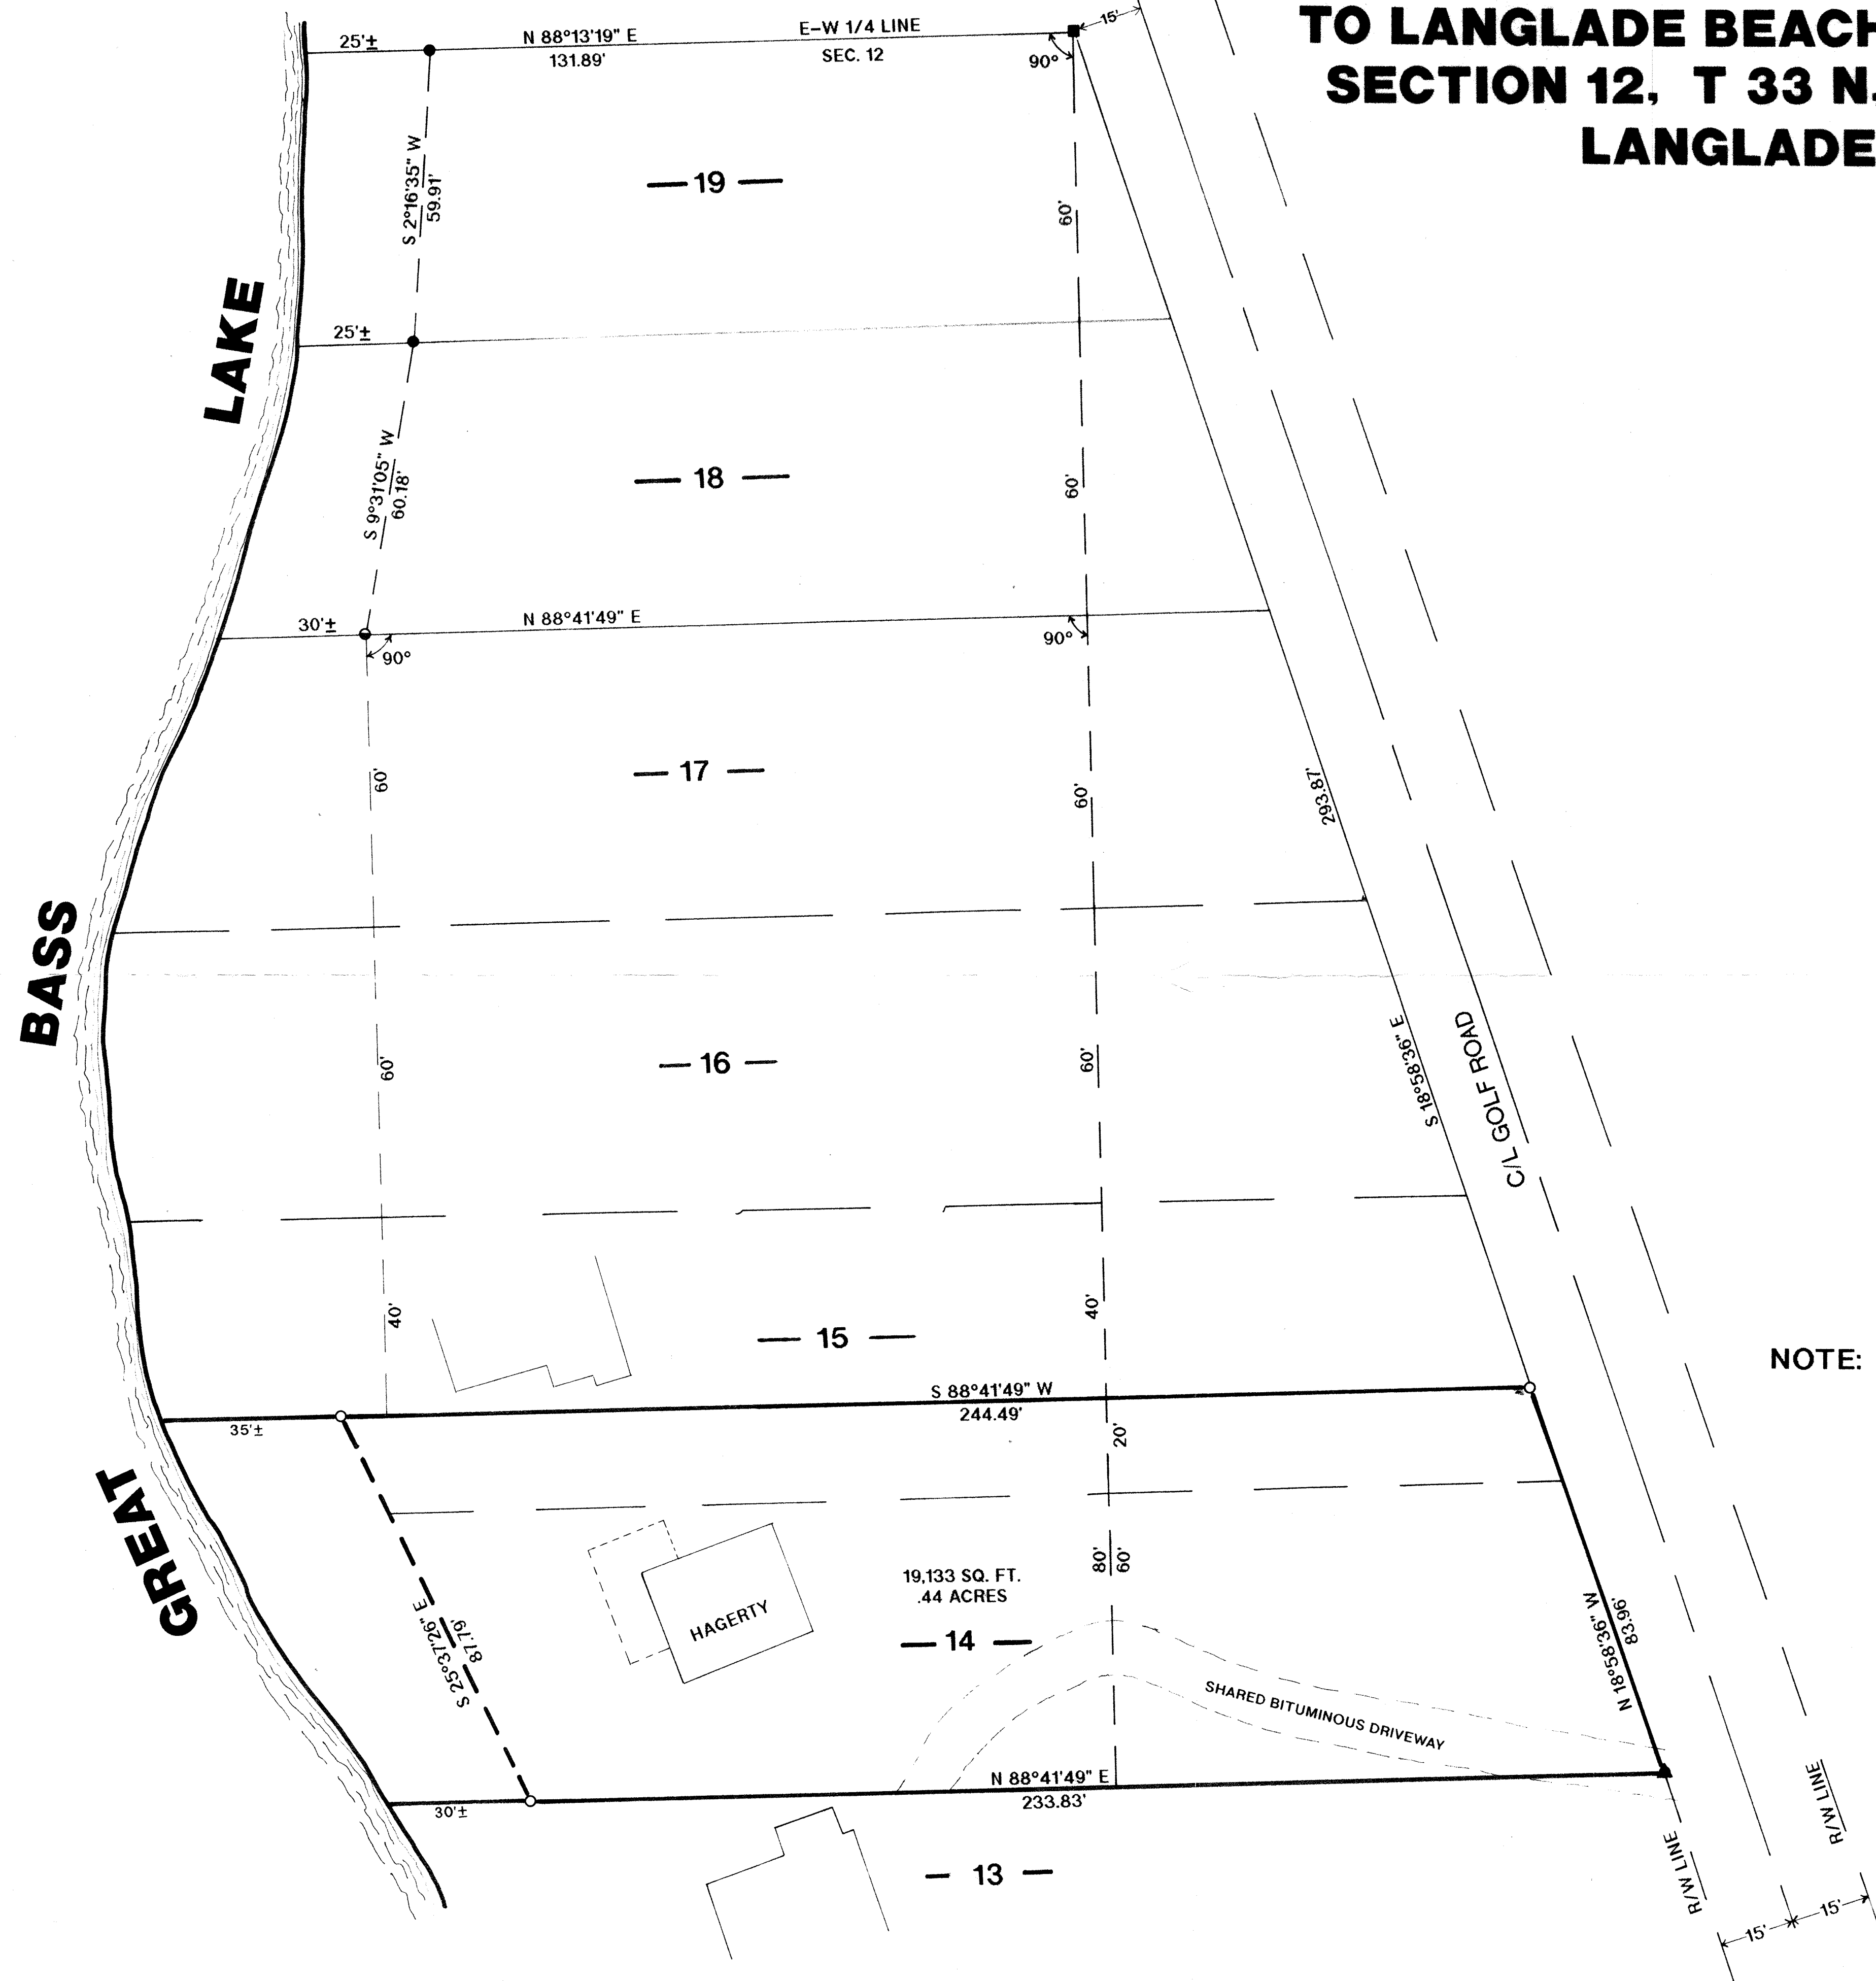 TO LANGLADE BEACH
SECTION 12, T 33 N.
LANGLADE
15'
25'±
N 88°13'19" E
131.89'
E-W 1/4 LINE
SEC. 12
90°
S 2°16'35" W
59.91'
19
60'
LAKE
25'±
S 9°31'05" W
60.18'
18
60'
30'±
N 88°41'49" E
90°
90°
60'
17
60'
293.87'
BASS
60'
16
60'
S 18°58'36" E
C/L GOLF ROAD
40'
15
40'
NOTE:
S 88°41'49" W
244.49'
35'±
20'
GREAT
S 25°37'26" E
87.79'
HAGERTY
19,133 SQ. FT.
.44 ACRES
80'
60'
14
N 18°58'36" W
83.96'
SHARED BITUMINOUS DRIVEWAY
N 88°41'49" E
233.83'
30'±
13
R/W LINE
R/W LINE
15'
15'